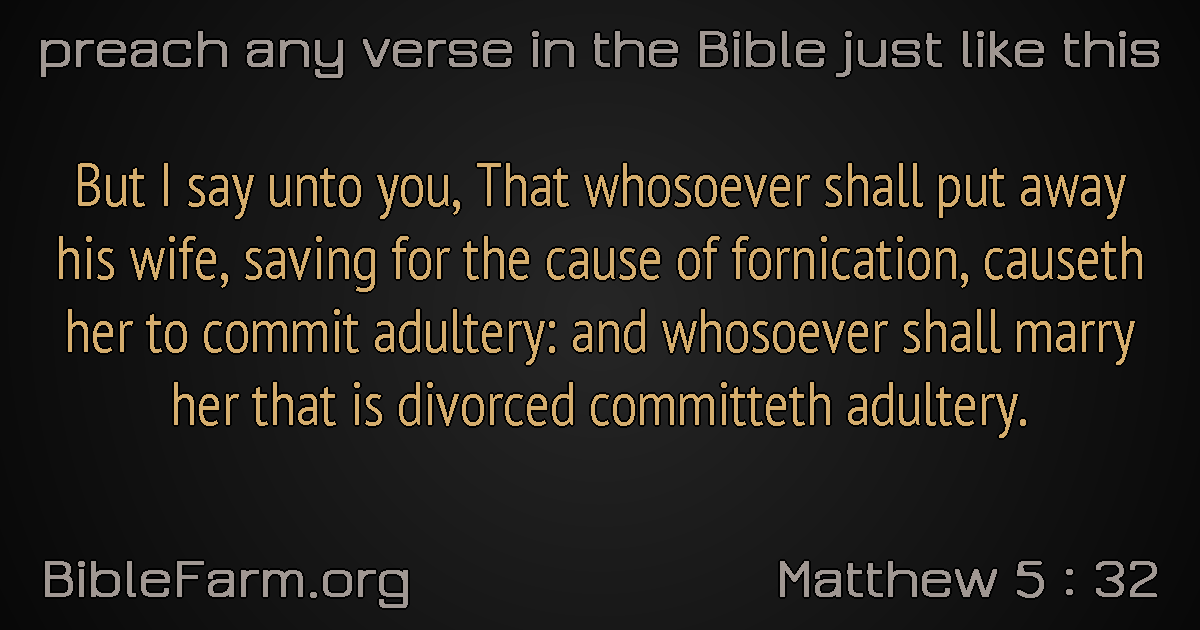 preach any verse in the Bible just like this
But I say unto you, That whosoever shall put away
his wife, saving for the cause of fornication, causeth
her to commit adultery: and whosoever shall marry
her that is divorced committeth adultery.
BibleFarm.org
Matthew 5 : 32